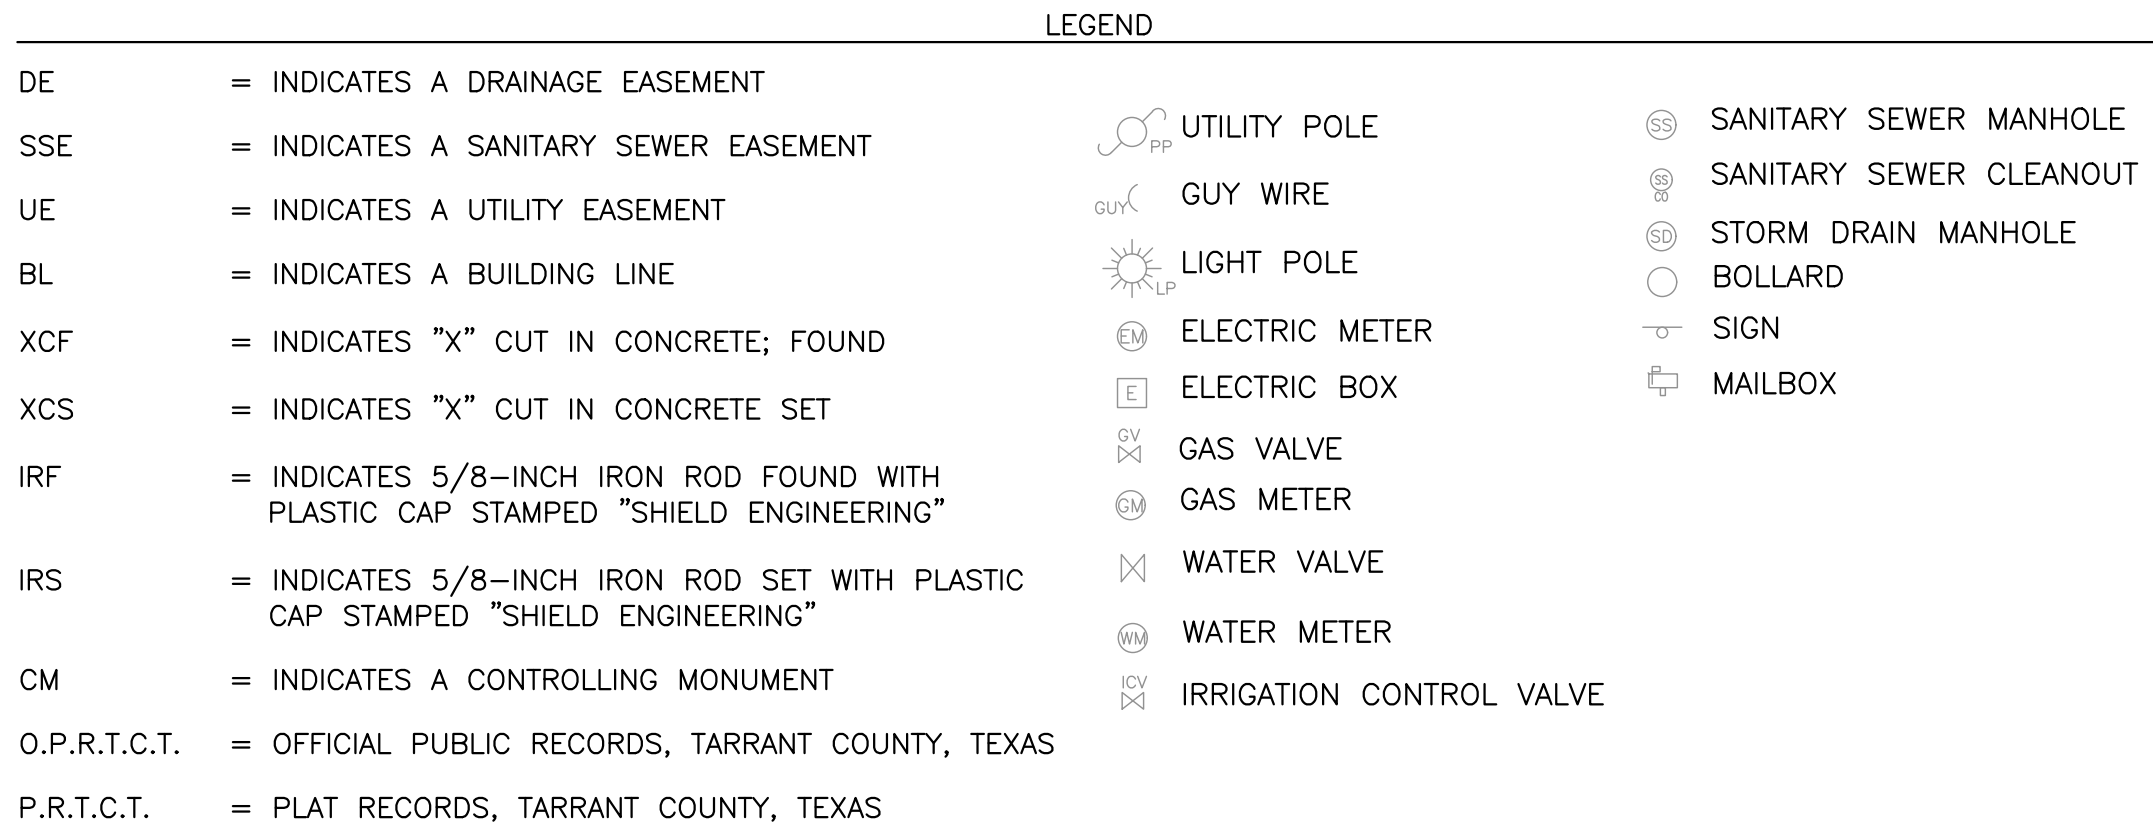 LEGEND
DE = INDICATES A DRAINAGE EASEMENT
SSE = INDICATES A SANITARY SEWER EASEMENT
UE = INDICATES A UTILITY EASEMENT
BL = INDICATES A BUILDING LINE
XCF = INDICATES "X" CUT IN CONCRETE; FOUND
XCS = INDICATES "X" CUT IN CONCRETE SET
IRF = INDICATES 5/8-INCH IRON ROD FOUND WITH
PLASTIC CAP STAMPED "SHIELD ENGINEERING"
IRS = INDICATES 5/8-INCH IRON ROD SET WITH PLASTIC
CAP STAMPED "SHIELD ENGINEERING"
CM = INDICATES A CONTROLLING MONUMENT
O.P.R.T.C.T. = OFFICIAL PUBLIC RECORDS, TARRANT COUNTY, TEXAS
P.R.T.C.T. = PLAT RECORDS, TARRANT COUNTY, TEXAS
PP UTILITY POLE
GUY GUY WIRE
LP LIGHT POLE
EM ELECTRIC METER
E ELECTRIC BOX
GV GAS VALVE
GM GAS METER
WATER VALVE
WM WATER METER
ICV IRRIGATION CONTROL VALVE
SS SANITARY SEWER MANHOLE
SS CO SANITARY SEWER CLEANOUT
SD STORM DRAIN MANHOLE
BOLLARD
SIGN
MAILBOX